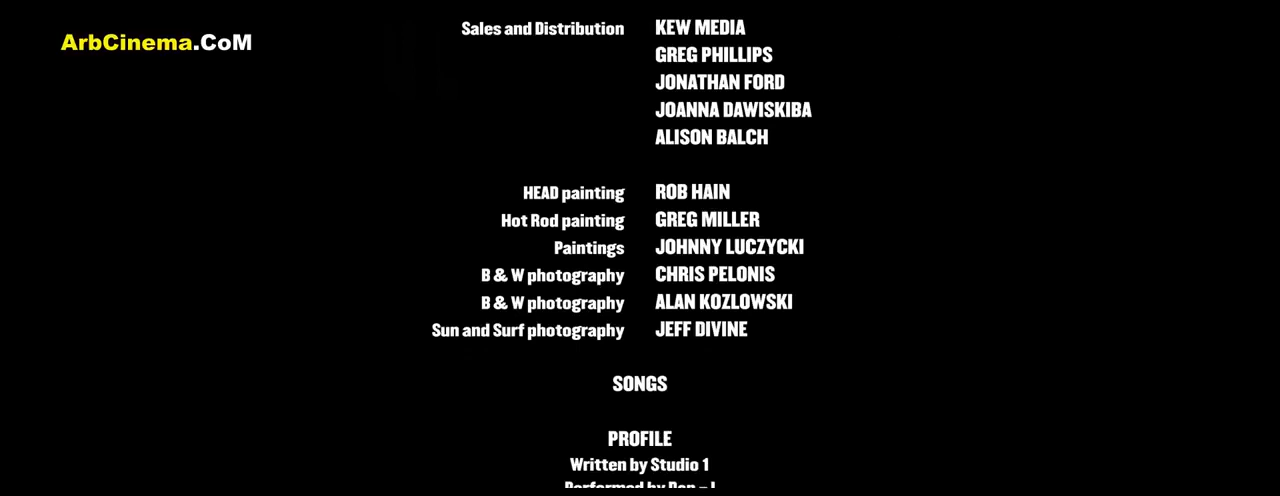 ArbCinema.CoM
Sales and Distribution KEW MEDIA
GREG PHILLIPS
JONATHAN FORD
JOANNA DAWISKIBA
ALISON BALCH
HEAD painting ROB HAIN
Hot Rod painting GREG MILLER
Paintings JOHNNY LUCZYCKI
B & W photography CHRIS PELONIS
B & W photography ALAN KOZLOWSKI
Sun and Surf photography JEFF DIVINE
SONGS
PROFILE
Written by Studio 1
Performed by